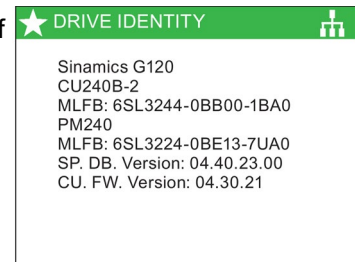 f
DRIVE IDENTITY
Sinamics G120
CU240B-2
MLFB: 6SL3244-0BB00-1BA0
PM240
MLFB: 6SL3224-0BE13-7UA0
SP. DB. Version: 04.40.23.00
CU. FW. Version: 04.30.21